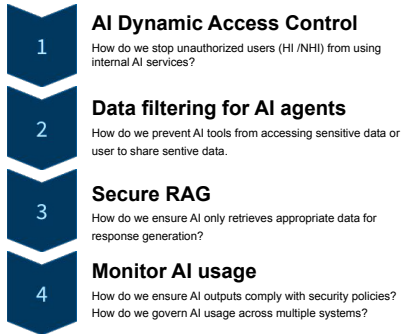 1
AI Dynamic Access Control
How do we stop unauthorized users (HI /NHI) from using
internal AI services?
2
Data filtering for AI agents
How do we prevent AI tools from accessing sensitive data or
user to share sentive data.
3
Secure RAG
How do we ensure AI only retrieves appropriate data for
response generation?
4
Monitor AI usage
How do we ensure AI outputs comply with security policies?
How do we govern AI usage across multiple systems?